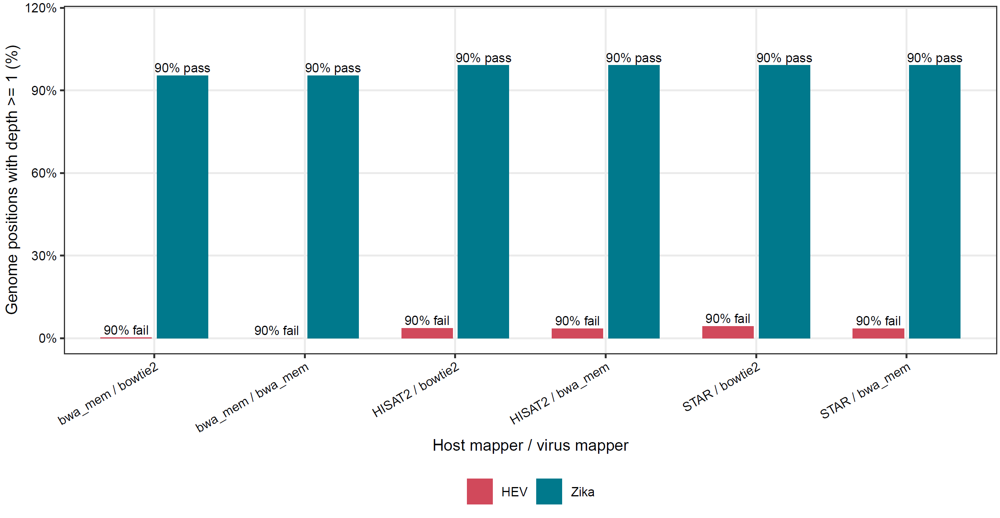 Genome positions with depth >= 1 (%)
120%
90%
60%
30%
0%
90% fail
90% pass
90% fail
90% pass
90% fail
90% pass
90% fail
90% pass
90% fail
90% pass
90% fail
90% pass
bwa_mem / bowtie2
bwa_mem / bwa_mem
HISAT2 / bowtie2
HISAT2 / bwa_mem
STAR / bowtie2
STAR / bwa_mem
Host mapper / virus mapper
HEV
Zika